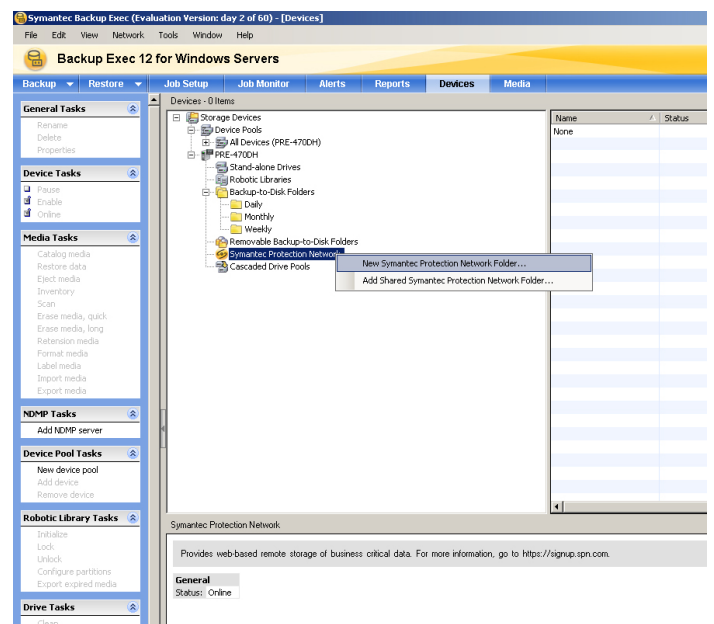 Symantec Backup Exec (Evaluation Version: day 2 of 60) - [Devices]
File Edit View Network Tools Window Help
Backup Exec 12 for Windows Servers
Backup Restore Job Setup Job Monitor Alerts Reports Devices Media
General Tasks
Rename
Delete
Properties
Device Tasks
Pause
Enable
Online
Media Tasks
Catalog media
Restore data
Eject media
Inventory
Scan
Erase media, quick
Erase media, long
Retension media
Format media
Label media
Import media
Export media
NDMP Tasks
Add NDMP server
Device Pool Tasks
New device pool
Add device
Remove device
Robotic Library Tasks
Initialize
Lock
Unlock
Configure partitions
Export expired media
Drive Tasks
Clean
Devices - 0 Items
Storage Devices
Device Pools
All Devices (PRE-470DH)
PRE-470DH
Stand-alone Drives
Robotic Libraries
Backup-to-Disk Folders
Daily
Monthly
Weekly
Removable Backup-to-Disk Folders
Symantec Protection Network
Cascaded Drive Pools
New Symantec Protection Network Folder...
Add Shared Symantec Protection Network Folder...
Name Status
None
Symantec Protection Network
Provides web-based remote storage of business critical data. For more information, go to https://signup.spn.com.
General
Status: Online